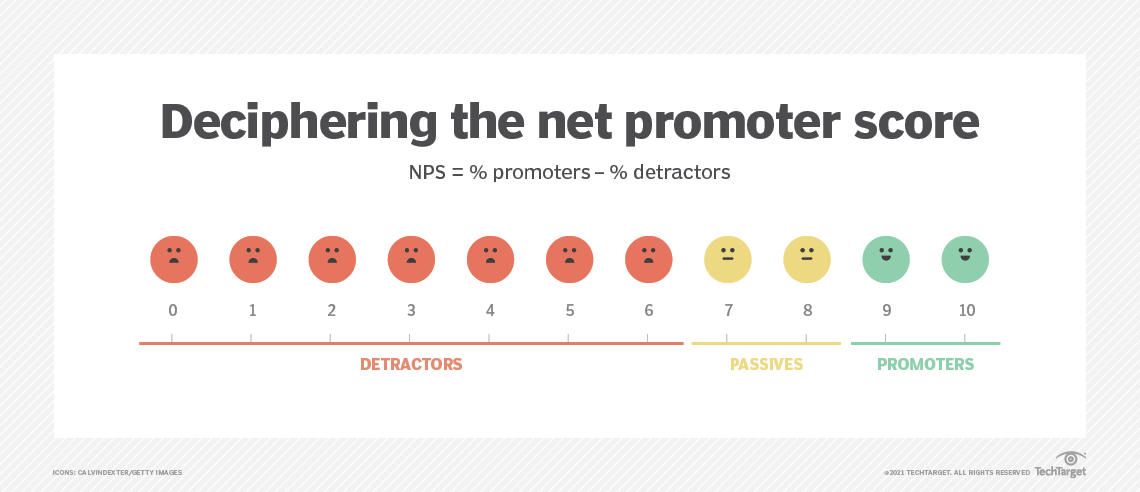 Deciphering the net promoter score
NPS = % promoters – % detractors
0 1 2 3 4 5 6 7 8 9 10
DETRACTORS PASSIVES PROMOTERS
ICONS: CALVINDEXTER/GETTY IMAGES
©2021 TECHTARGET. ALL RIGHTS RESERVED TechTarget